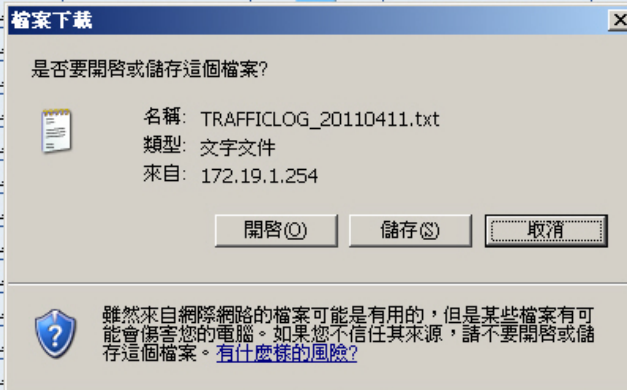 檔案下載
是否要開啓或儲存這個檔案?
名稱: TRAFFICLOG_20110411.txt
類型: 文字文件
來自: 172.19.1.254
開啓(O) 儲存(S) 取消
雖然來自網際網路的檔案可能是有用的，但是某些檔案有可
能會傷害您的電腦。如果您不信任其來源，請不要開啓或儲
存這個檔案。有什麼樣的風險?